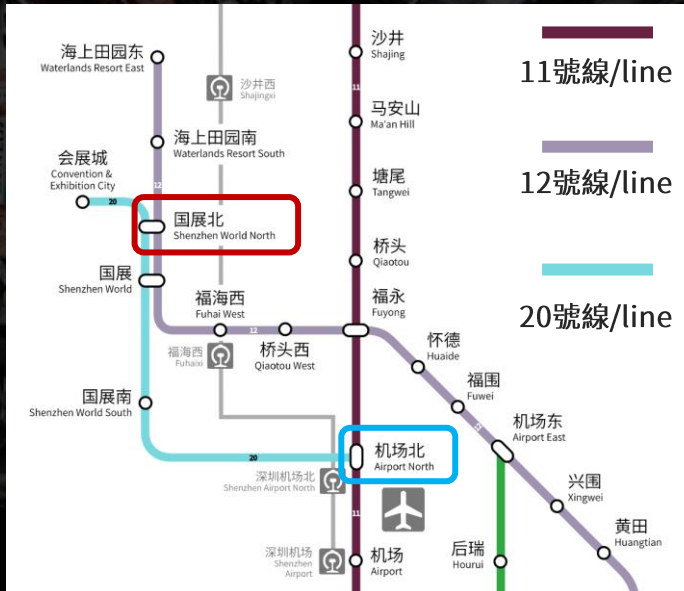 海上田园东
Waterlands Resort East
沙井西
Shajingxi
沙井
Shajing
11
11號線/line
马安山
Ma'an Hill
海上田园南
Waterlands Resort South
会展城
Convention &
Exhibition City
12
20
12號線/line
塘尾
Tangwei
国展北
Shenzhen World North
桥头
Qiaotou
国展
Shenzhen World
20號線/line
福海西
Fuhai West
12
福永
Fuyong
福海西
Fuhaixi
桥头西
Qiaotou West
怀德
Huaide
福围
Fuwei
12
国展南
Shenzhen World South
机场东
Airport East
20
机场北
Airport North
深圳机场北
Shenzhen Airport North
11
兴围
Xingwei
黄田
Huangtian
深圳机场
Shenzhen
Airport
机场
Airport
后瑞
Hourui